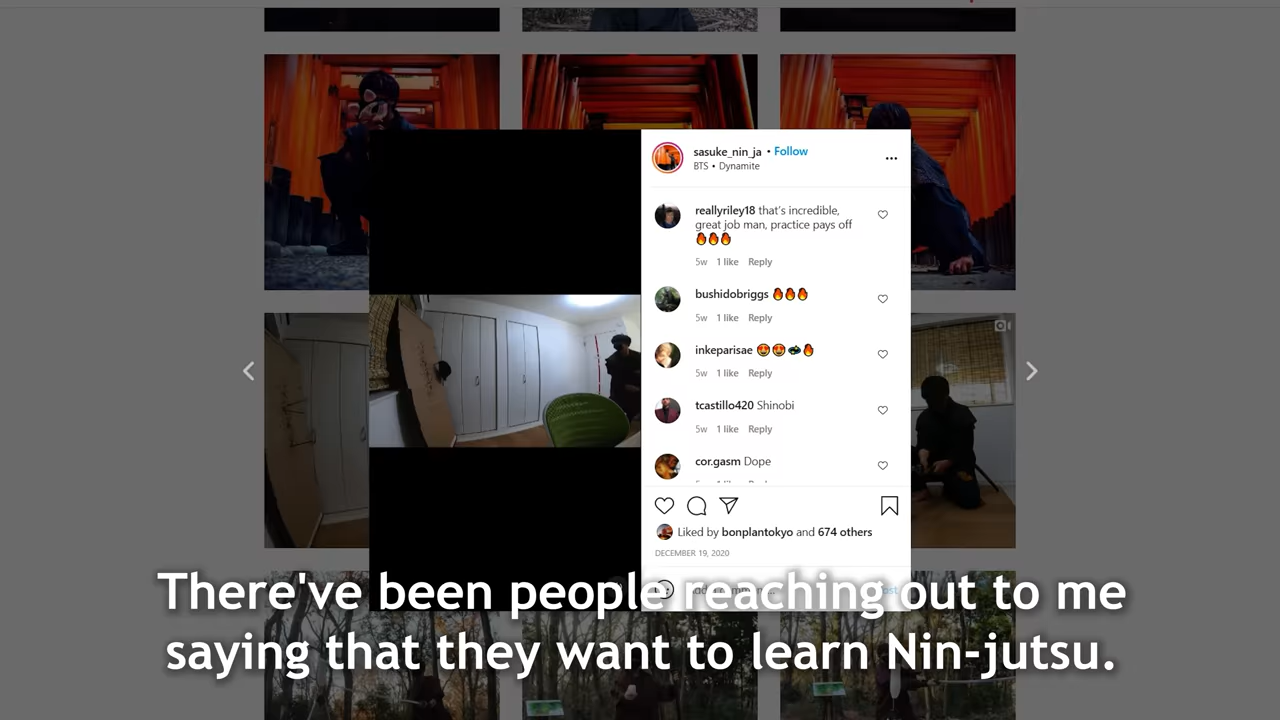 sasuke_nin_ja • Follow
BTS • Dynamite
reallyriley18 that's incredible,
great job man, practice pays off
🔥🔥🔥
5w 1 like Reply
bushidobriggs 🔥🔥🔥
5w 1 like Reply
inkeparisae 😍😍🥷🔥
5w 1 like Reply
tcastillo420 Shinobi
5w 1 like Reply
cor.gasm Dope
Liked by bonplantokyo and 674 others
DECEMBER 19, 2020
There've been people reaching out to me
saying that they want to learn Nin-jutsu.